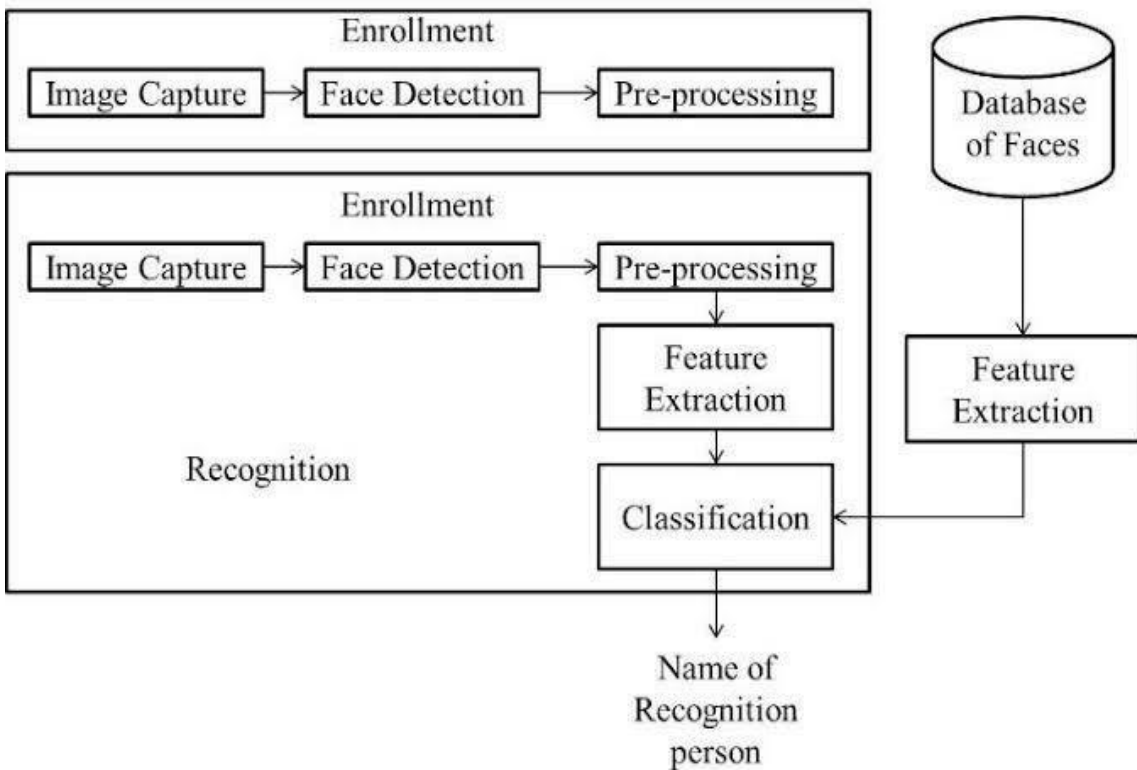 Enrollment
Image Capture
Face Detection
Pre-processing
Database
of Faces
Enrollment
Image Capture
Face Detection
Pre-processing
Feature
Extraction
Feature
Extraction
Recognition
Classification
Name of
Recognition
person